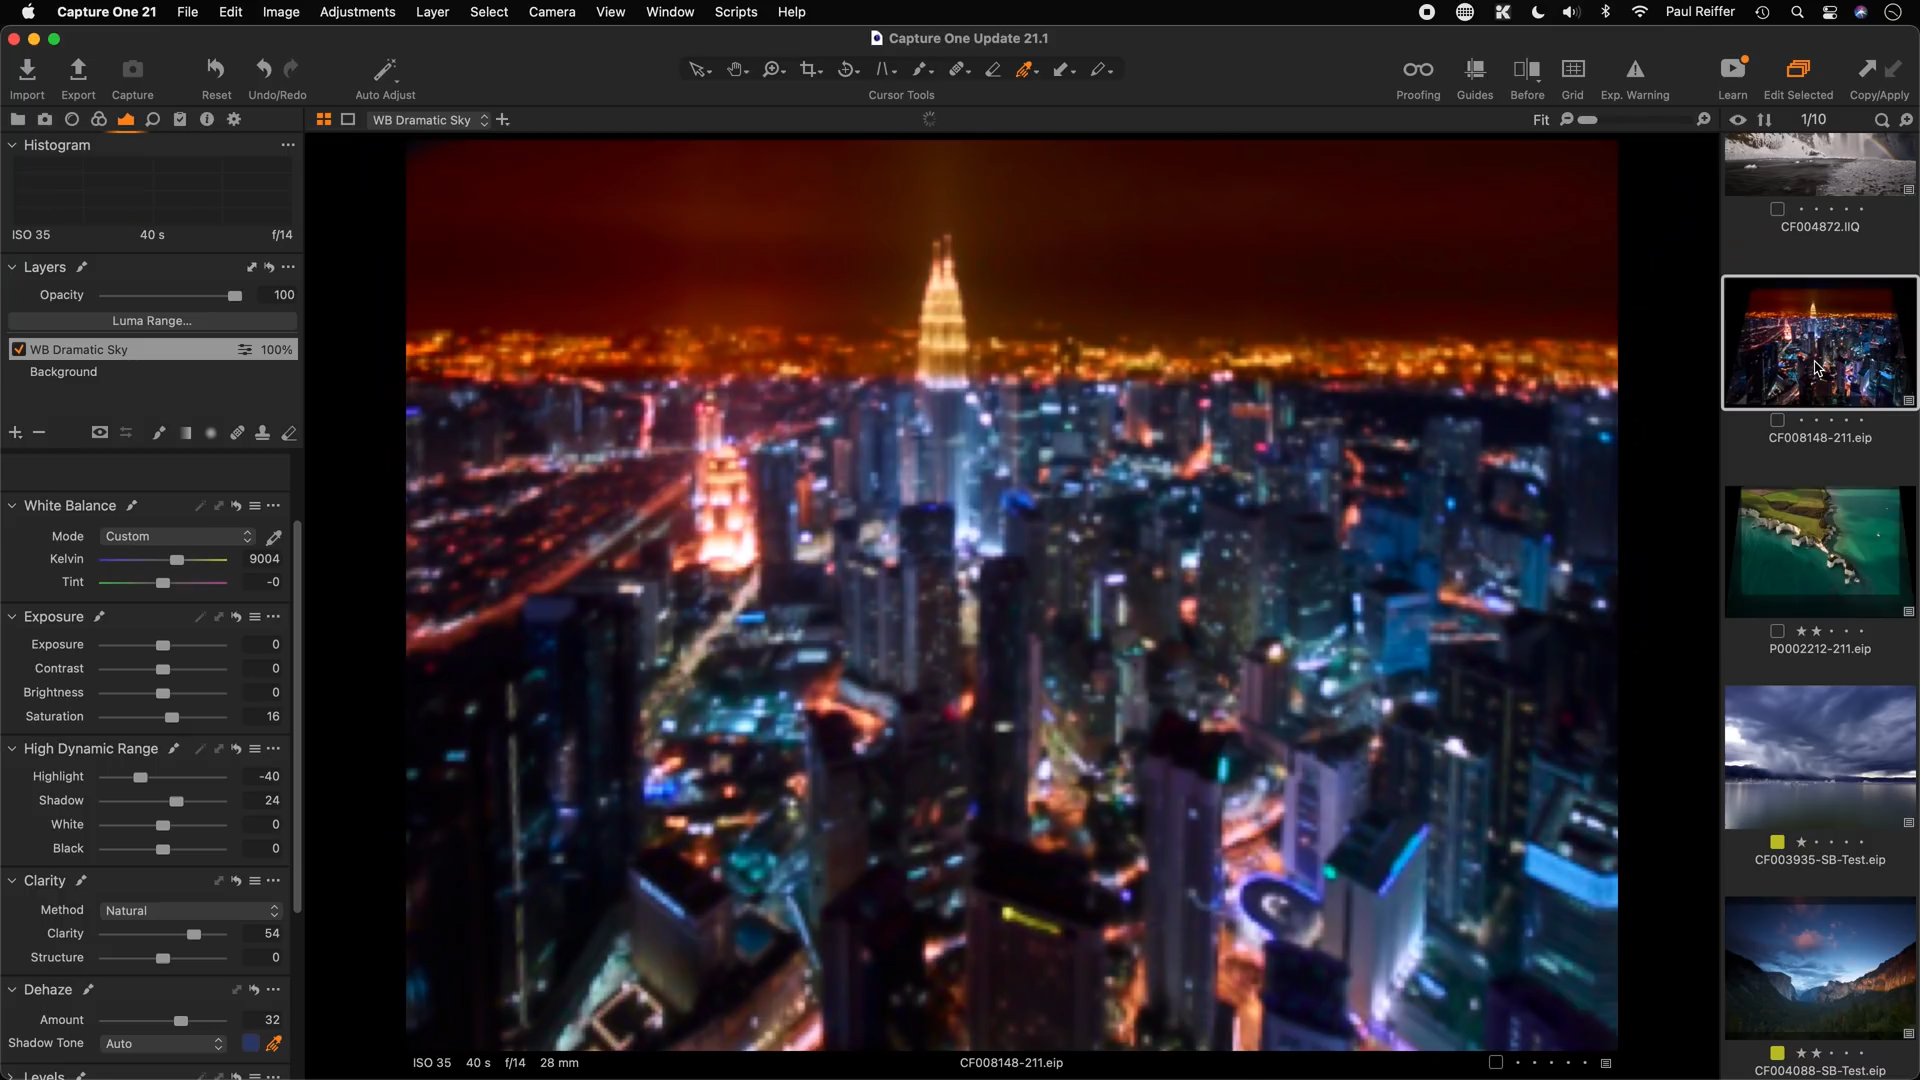 Capture One 21 File Edit Image Adjustments Layer Select Camera View Window Scripts Help Paul Reiffer
Capture One Update 21.1
Import Export Capture Reset Undo/Redo Auto Adjust Cursor Tools Proofing Guides Before Grid Exp. Warning Learn Edit Selected Copy/Apply
WB Dramatic Sky Fit 1/10
Histogram
ISO 35 40 s f/14
Layers
Opacity 100
Luma Range...
WB Dramatic Sky 100%
Background
White Balance
Mode Custom
Kelvin 9004
Tint -0
Exposure
Exposure 0
Contrast 0
Brightness 0
Saturation 16
High Dynamic Range
Highlight -40
Shadow 24
White 0
Black 0
Clarity
Method Natural
Clarity 54
Structure 0
Dehaze
Amount 32
Shadow Tone Auto
Levels
ISO 35 40 s f/14 28 mm CF008148-211.eip
CF004872.IIQ
CF008148-211.eip
P0002212-211.eip
CF003935-SB-Test.eip
CF004088-SB-Test.eip